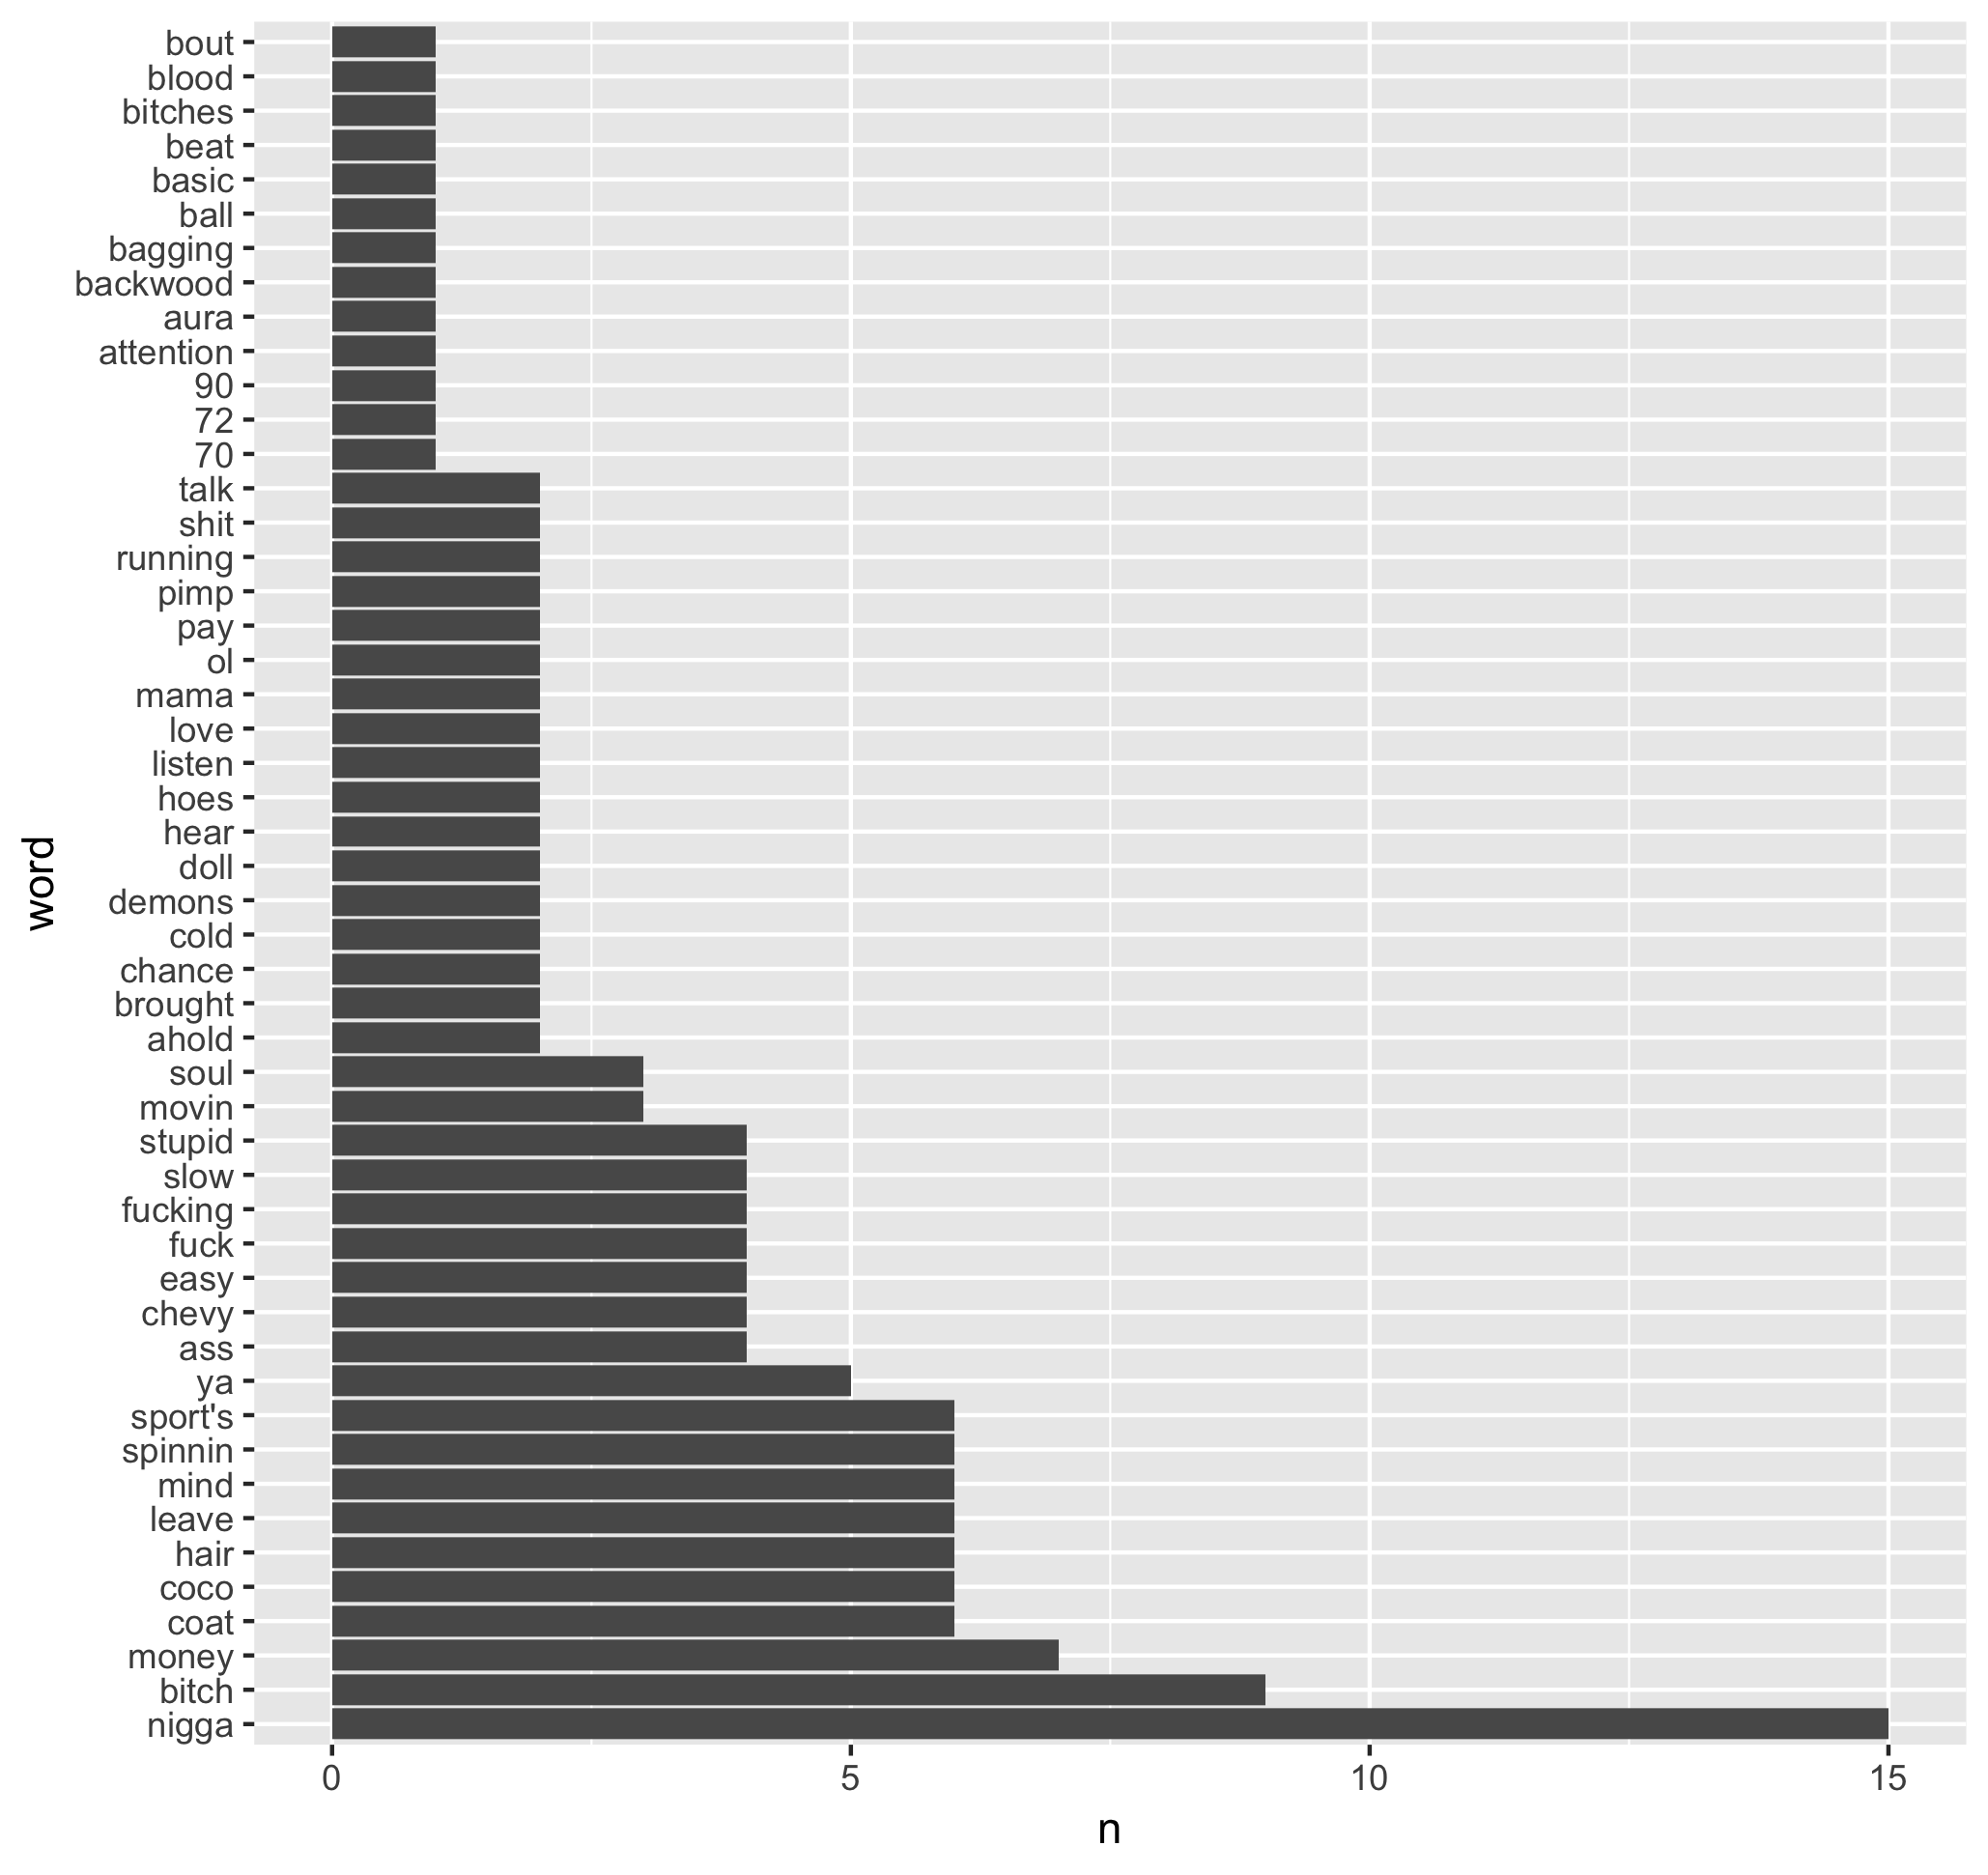 bout
blood
bitches
beat
basic
ball
bagging
backwood
aura
attention
90
72
70
talk
shit
running
pimp
pay
ol
mama
love
listen
hoes
hear
doll
demons
cold
chance
brought
ahold
soul
movin
stupid
slow
fucking
fuck
easy
chevy
ass
ya
sport's
spinnin
mind
leave
hair
coco
coat
money
bitch
nigga
word
0 5 10 15
n